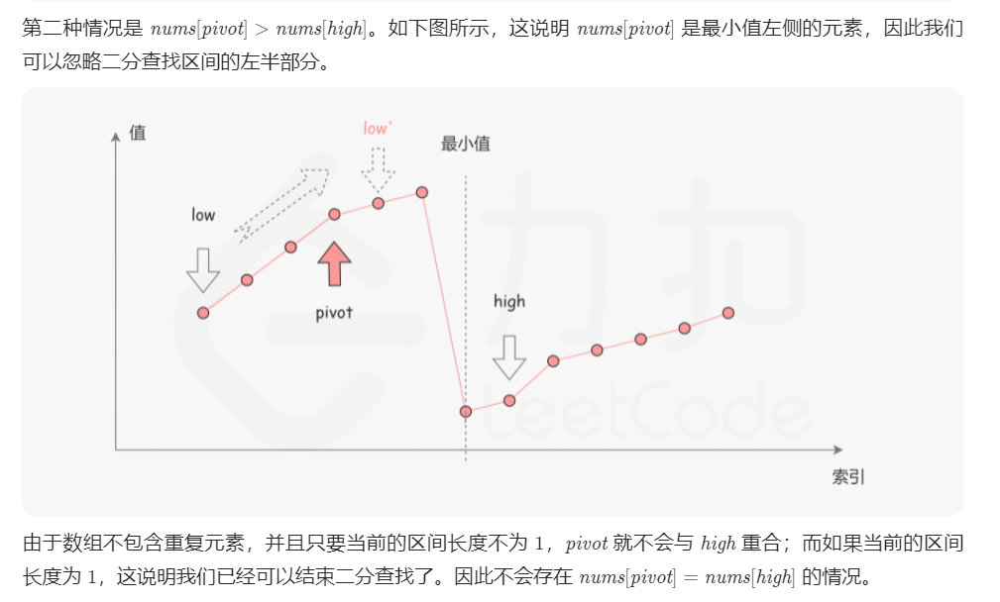 第二种情况是 nums[pivot] > nums[high]。如下图所示，这说明 nums[pivot] 是最小值左侧的元素，因此我们
可以忽略二分查找区间的左半部分。
值
low'
最小值
low
力扣
pivot
high
LeetCode
索引
由于数组不包含重复元素，并且只要当前的区间长度不为 1，pivot 就不会与 high 重合；而如果当前的区间
长度为 1，这说明我们已经可以结束二分查找了。因此不会存在 nums[pivot] = nums[high] 的情况。